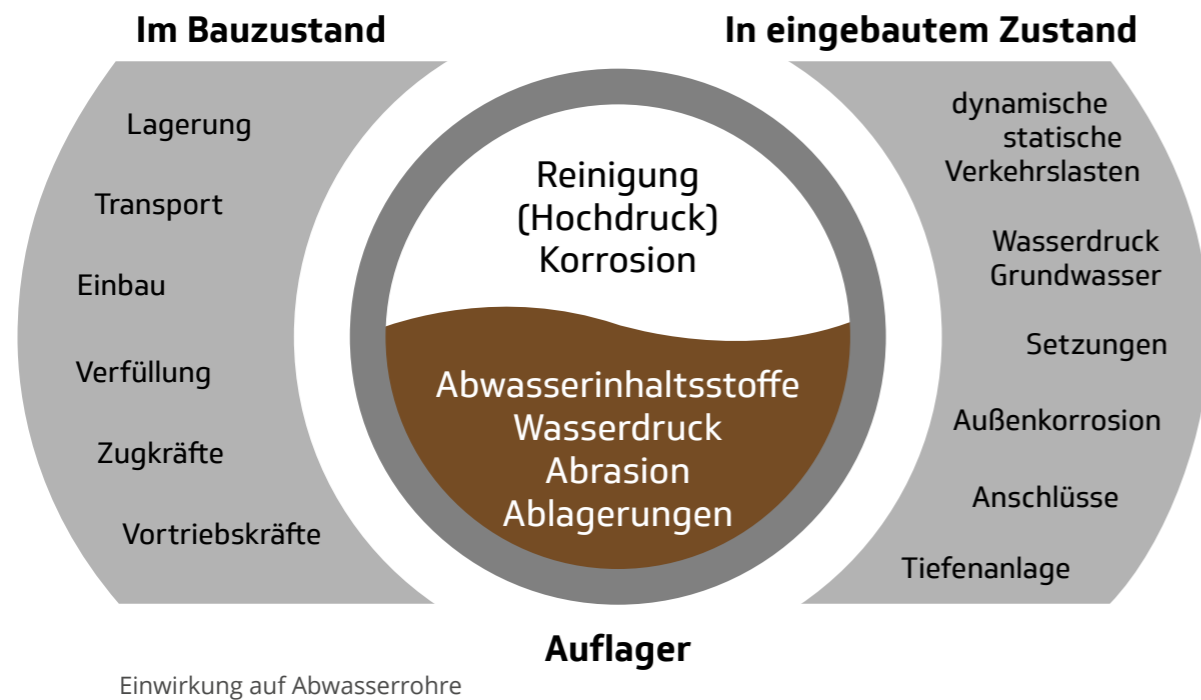 Im Bauzustand
Lagerung
Transport
Einbau
Verfüllung
Zugkräfte
Vortriebskräfte
Reinigung
(Hochdruck)
Korrosion
Abwasserinhaltsstoffe
Wasserdruck
Abrasion
Ablagerungen
In eingebautem Zustand
dynamische
statische
Verkehrslasten
Wasserdruck
Grundwasser
Setzungen
Außenkorrosion
Anschlüsse
Tiefenanlage
Auflager
Einwirkung auf Abwasserrohre